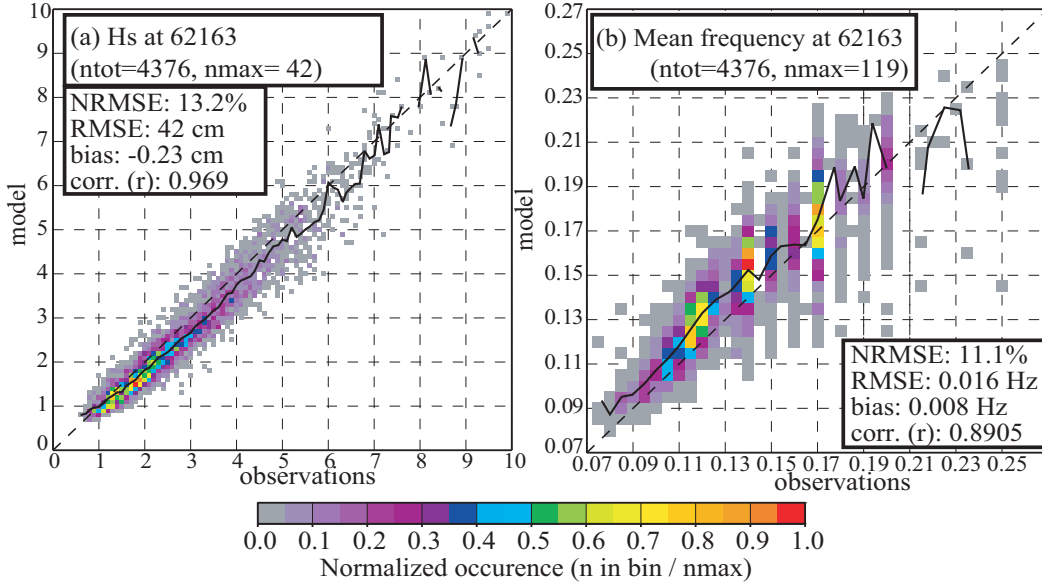 (a) Hs at 62163
(ntot=4376, nmax= 42)
NRMSE: 13.2%
RMSE: 42 cm
bias: -0.23 cm
corr. (r): 0.969
model
10
9
8
7
6
5
4
3
2
1
0
0 1 2 3 4 5 6 7 8 9 10
observations
(b) Mean frequency at 62163
(ntot=4376, nmax=119)
model
0.27
0.25
0.23
0.21
0.19
0.17
0.15
0.13
0.11
0.09
0.07
NRMSE: 11.1%
RMSE: 0.016 Hz
bias: 0.008 Hz
corr. (r): 0.8905
0.07 0.09 0.11 0.13 0.15 0.17 0.19 0.21 0.23 0.25
observations
0.0 0.1 0.2 0.3 0.4 0.5 0.6 0.7 0.8 0.9 1.0
Normalized occurence (n in bin / nmax)